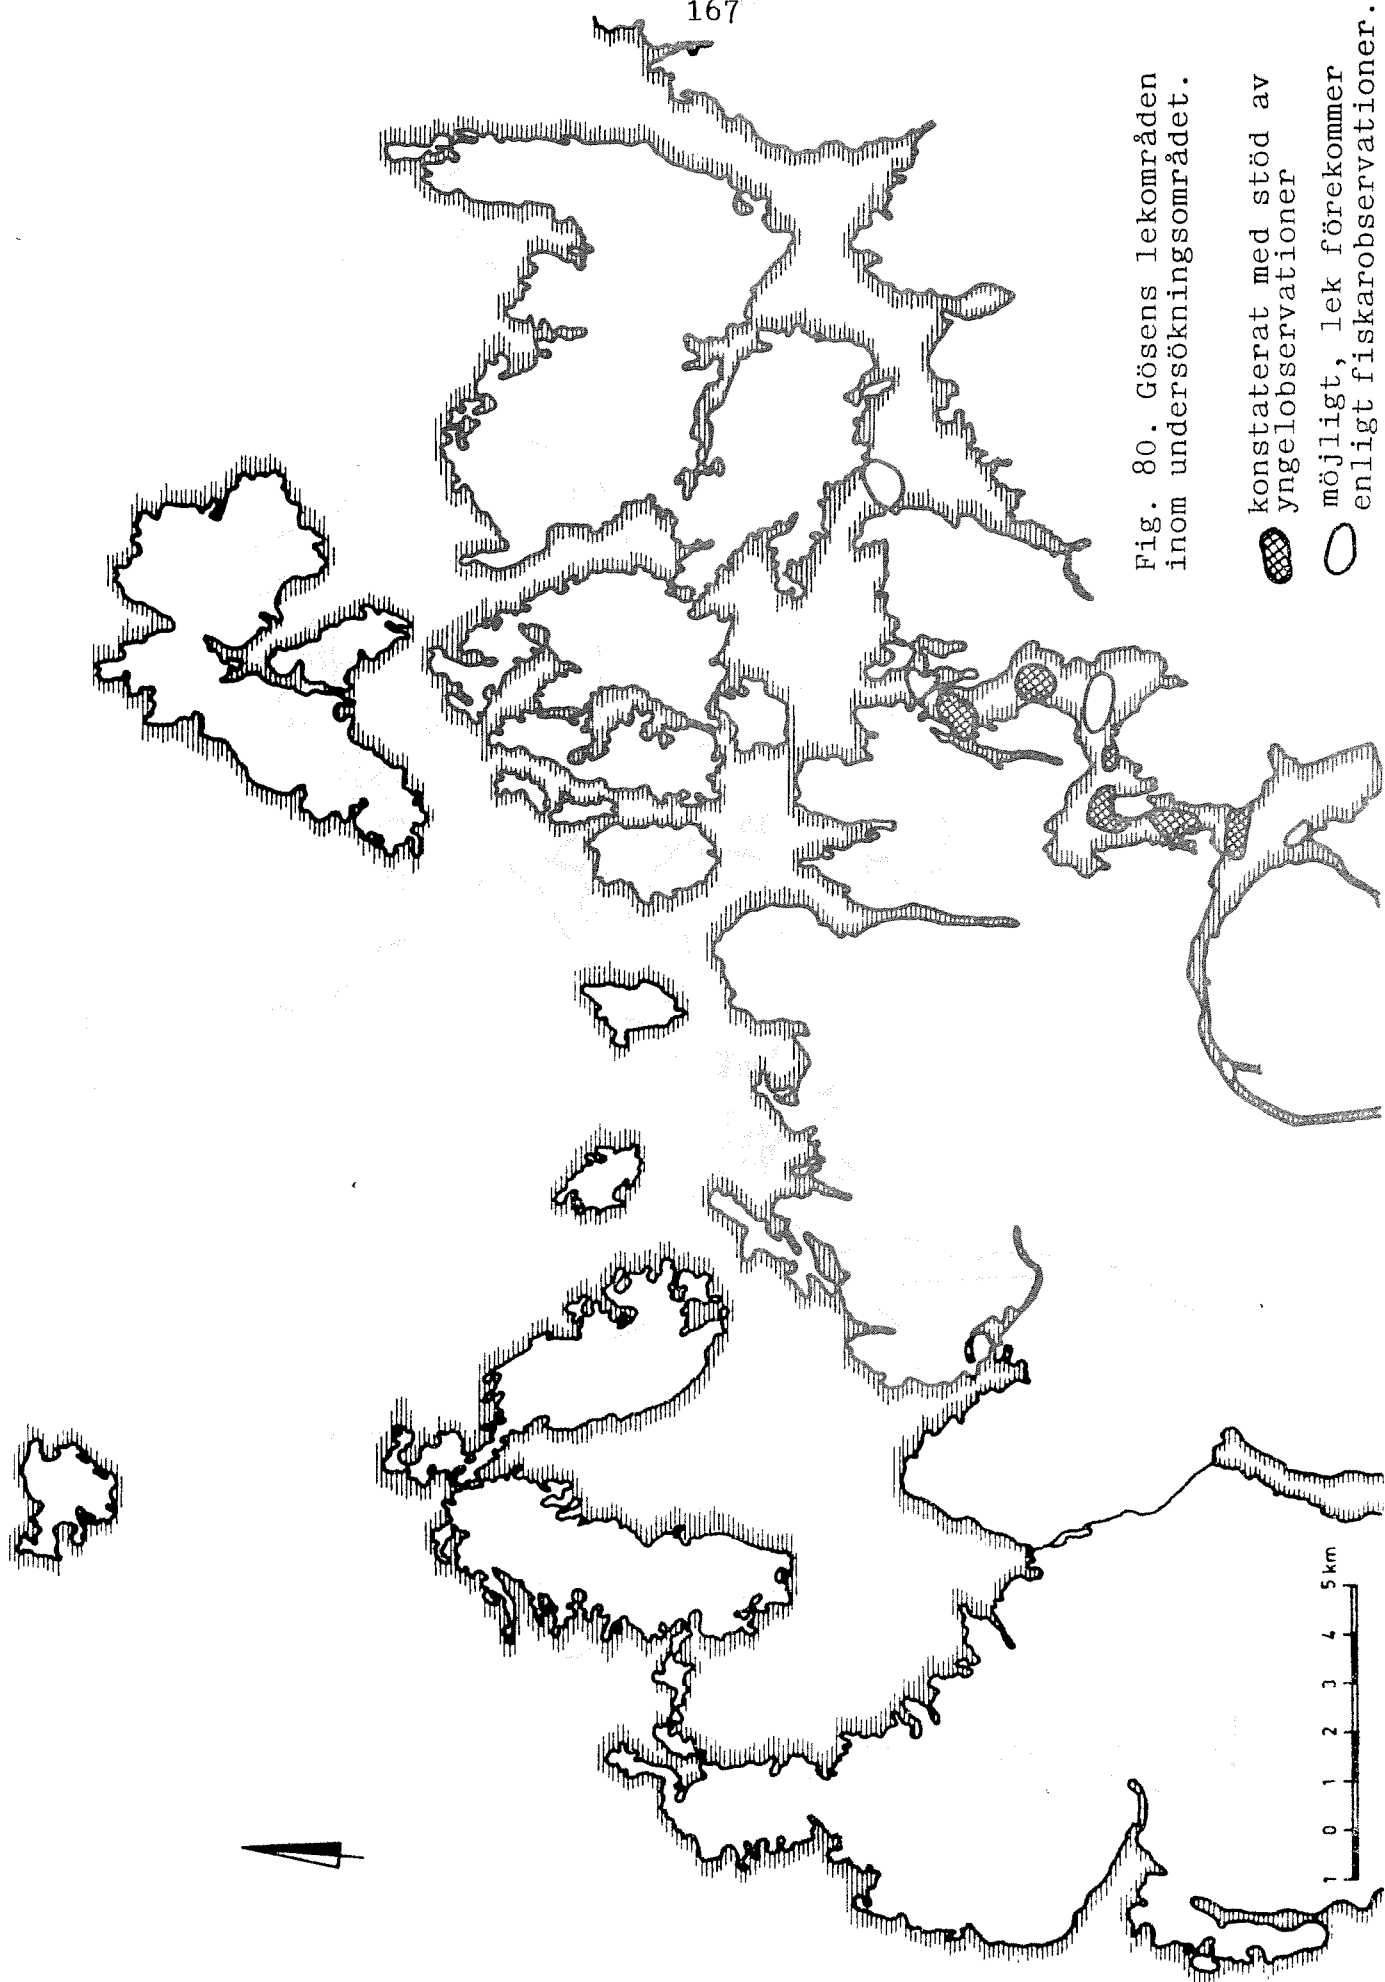 167
Fig. 80. Gösens lekområden
inom undersökningsområdet.
konstaterat med stöd av
yngelobservationer
möjligt, lek förekommer
enligt fiskarobservationer.
1 0 1 2 3 4 5 km